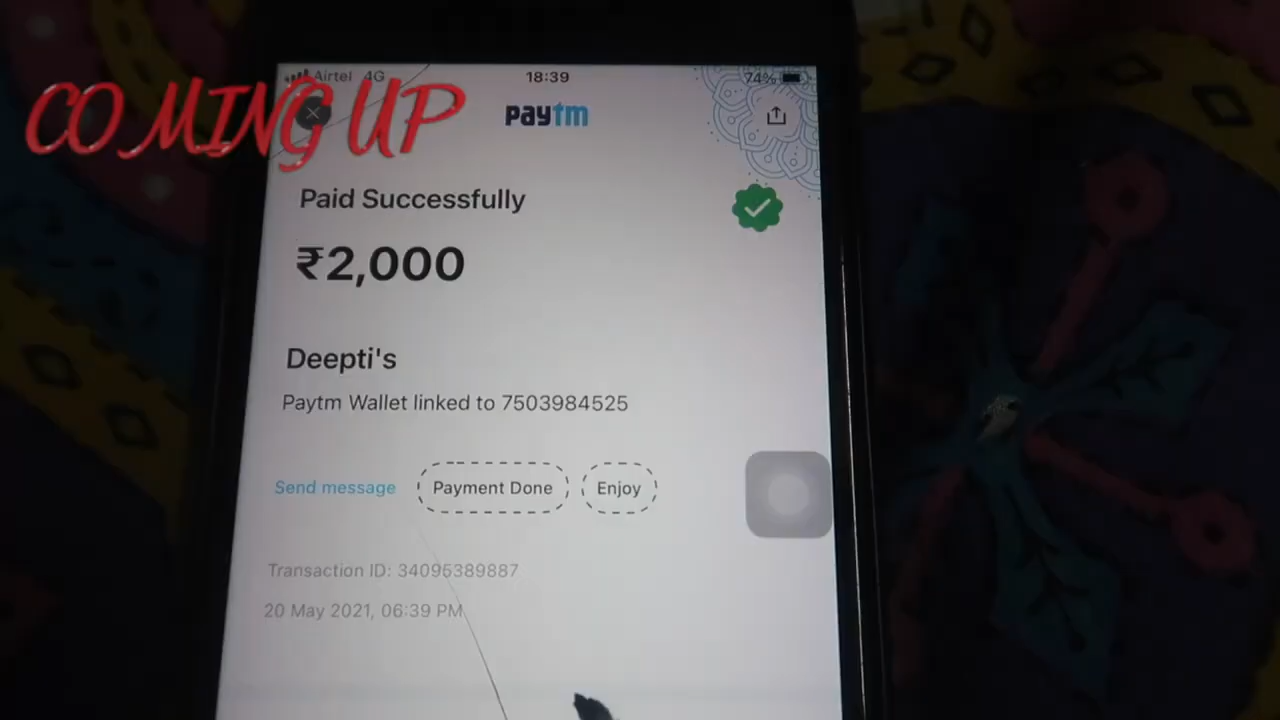 COMING UP
Airtel 4G 18:39 74%
paytm
Paid Successfully
₹2,000
Deepti's
Paytm Wallet linked to 7503984525
Send message Payment Done Enjoy
Transaction ID: 34095389887
20 May 2021, 06:39 PM